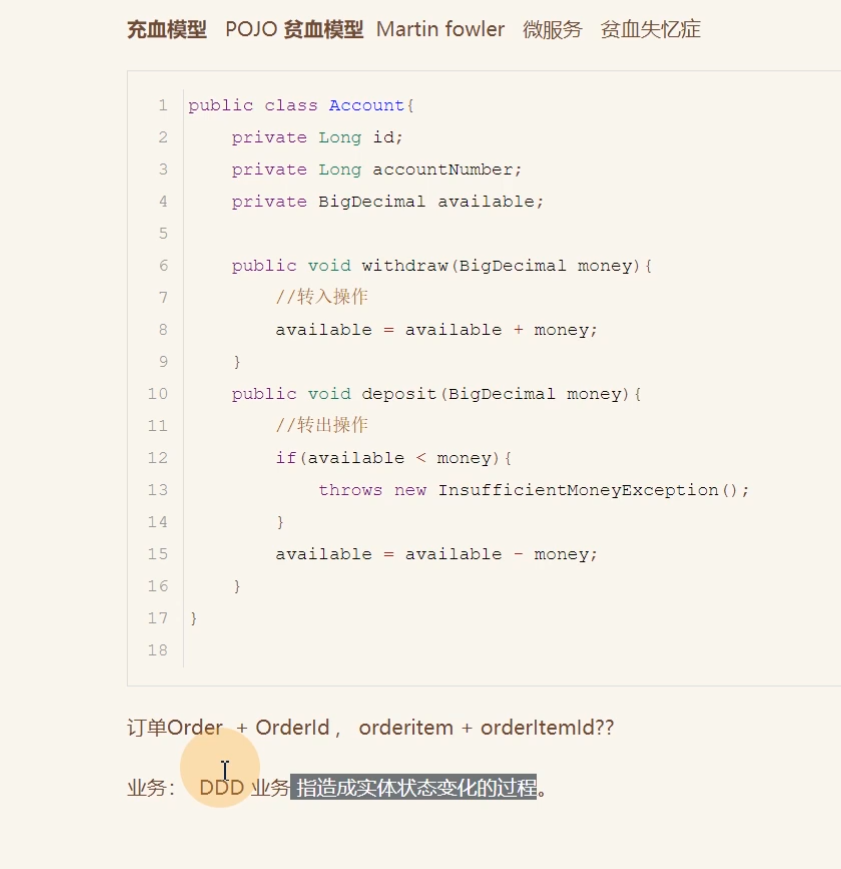 充血模型 POJO 贫血模型 Martin fowler 微服务 贫血失忆症
1 public class Account{
2 private Long id;
3 private Long accountNumber;
4 private BigDecimal available;
5
6 public void withdraw(BigDecimal money){
7 //转入操作
8 available = available + money;
9 }
10 public void deposit(BigDecimal money){
11 //转出操作
12 if(available < money){
13 throws new InsufficientMoneyException();
14 }
15 available = available - money;
16 }
17 }
18
订单Order + OrderId， orderitem + orderItemId??
业务： DDD 业务 指造成实体状态变化的过程。